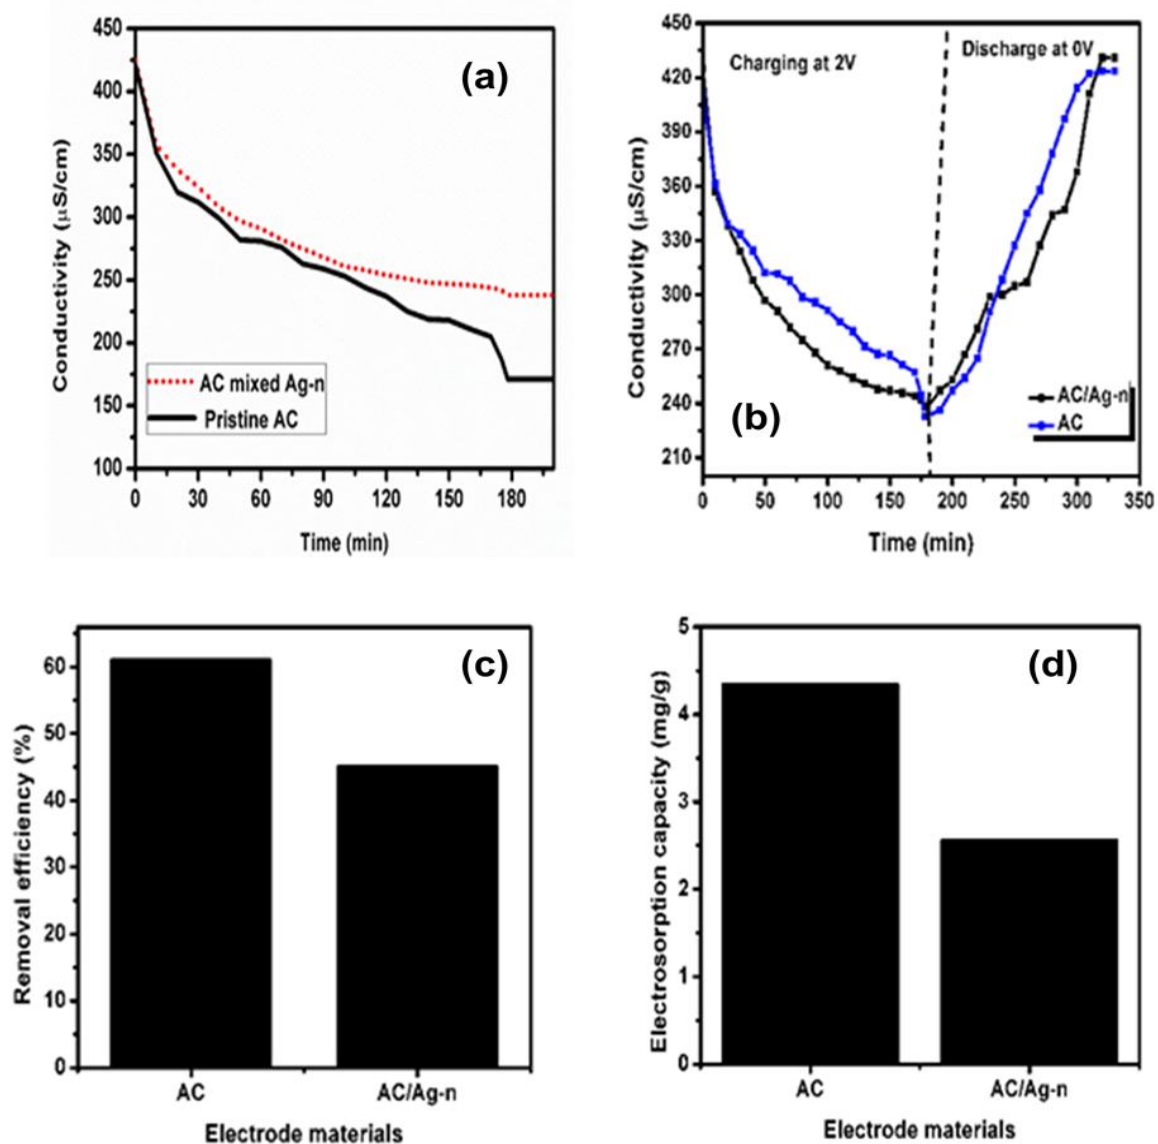 (a)
450
400
350
300
250
200
150
100
Conductivity (µS/cm)
AC mixed Ag-n
Pristine AC
0 30 60 90 120 150 180
Time (min)
(b)
450
420
390
360
330
300
270
240
210
Conductivity (µS/cm)
Charging at 2V
Discharge at 0V
AC/Ag-n
AC
0 50 100 150 200 250 300 350
Time (min)
(c)
60
50
40
30
20
10
0
Removal efficiency (%)
AC AC/Ag-n
Electrode materials
(d)
5
4
3
2
1
0
Electrosorption capacity (mg/g)
AC AC/Ag-n
Electrode materials